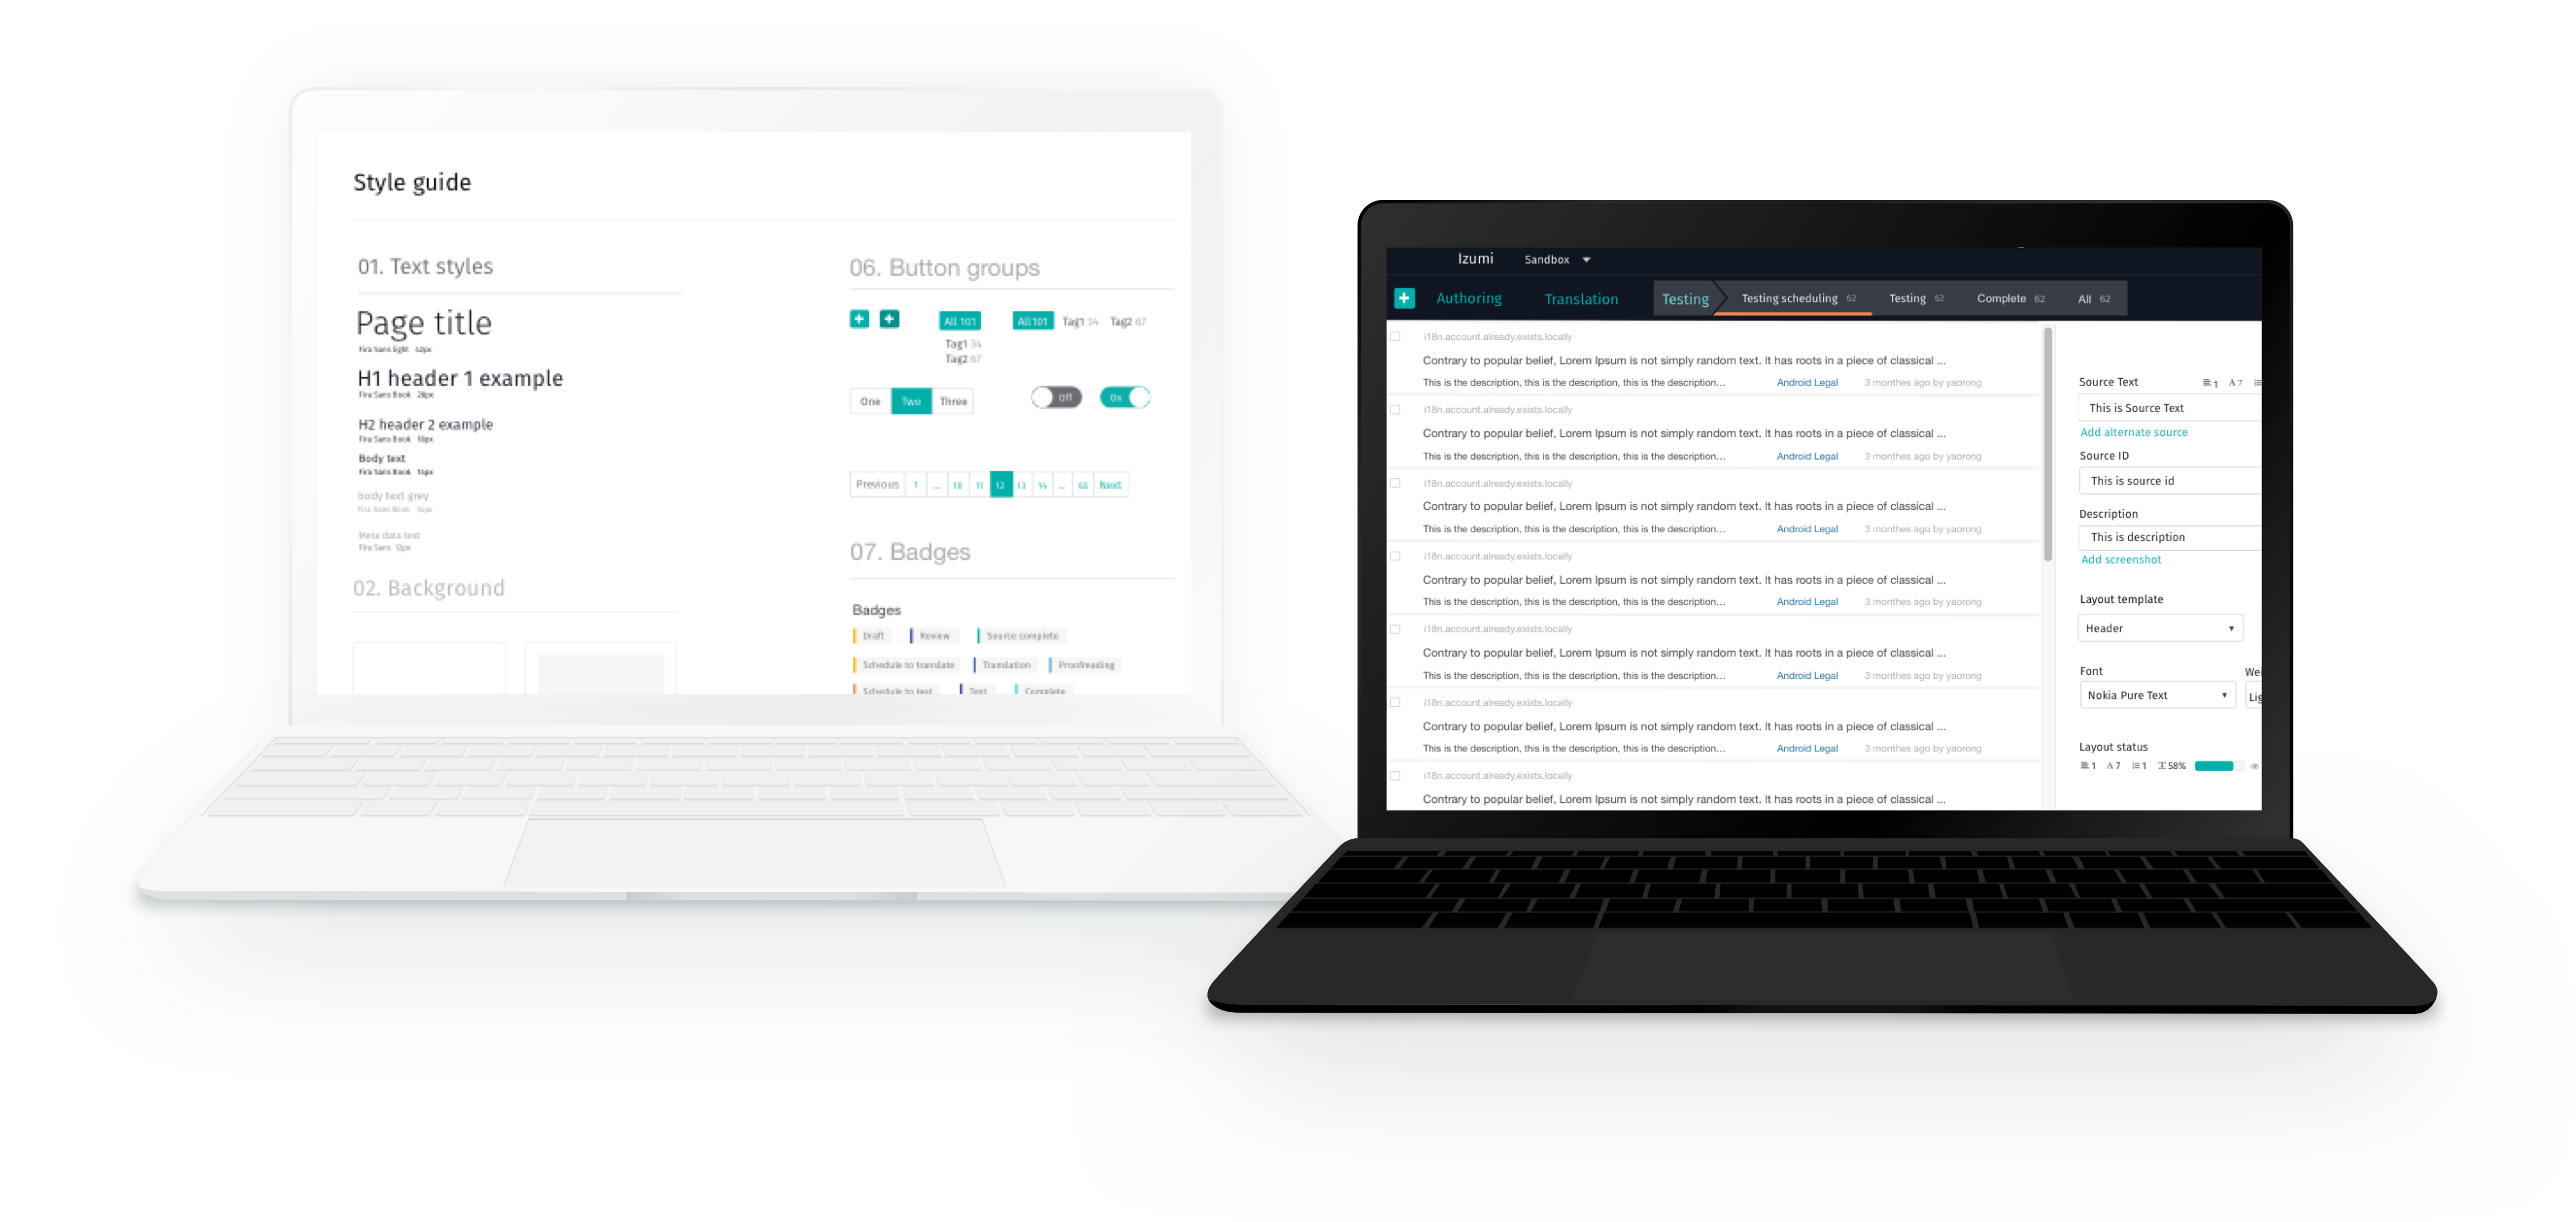 Style guide
01. Text styles
Page title
Fira Sans light 42px
H1 header 1 example
Fira Sans Book 28px
H2 header 2 example
Fira Sans Book 18px
Body text
Fira Sans Book 14px
body text grey
Fira Sans Book 14px
Meta data text
Fira Sans 12px
02. Background
06. Button groups
All 101
Tag1 34
Tag2 67
All 101 Tag1 34 Tag2 67
One Two Three
Off On
Previous 1 ... 10 11 12 13 14 ... 65 Next
07. Badges
Badges
Draft Review Source complete
Schedule to translate Translation Proofreading
Schedule to test Test Complete
Izumi Sandbox
Authoring Translation Testing Testing scheduling 62 Testing 62 Complete 62 All 62
i18n.account.already.exists.locally
Contrary to popular belief, Lorem Ipsum is not simply random text. It has roots in a piece of classical ...
This is the description, this is the description, this is the description... Android Legal 3 monthes ago by yaorong
i18n.account.already.exists.locally
Contrary to popular belief, Lorem Ipsum is not simply random text. It has roots in a piece of classical ...
This is the description, this is the description, this is the description... Android Legal 3 monthes ago by yaorong
i18n.account.already.exists.locally
Contrary to popular belief, Lorem Ipsum is not simply random text. It has roots in a piece of classical ...
This is the description, this is the description, this is the description... Android Legal 3 monthes ago by yaorong
i18n.account.already.exists.locally
Contrary to popular belief, Lorem Ipsum is not simply random text. It has roots in a piece of classical ...
This is the description, this is the description, this is the description... Android Legal 3 monthes ago by yaorong
i18n.account.already.exists.locally
Contrary to popular belief, Lorem Ipsum is not simply random text. It has roots in a piece of classical ...
This is the description, this is the description, this is the description... Android Legal 3 monthes ago by yaorong
i18n.account.already.exists.locally
Contrary to popular belief, Lorem Ipsum is not simply random text. It has roots in a piece of classical ...
This is the description, this is the description, this is the description... Android Legal 3 monthes ago by yaorong
i18n.account.already.exists.locally
Contrary to popular belief, Lorem Ipsum is not simply random text. It has roots in a piece of classical ...
Source Text 1 A 7
This is Source Text
Add alternate source
Source ID
This is source id
Description
This is description
Add screenshot
Layout template
Header
Font Wei
Nokia Pure Text Lig
Layout status
1 A 7 1 58%